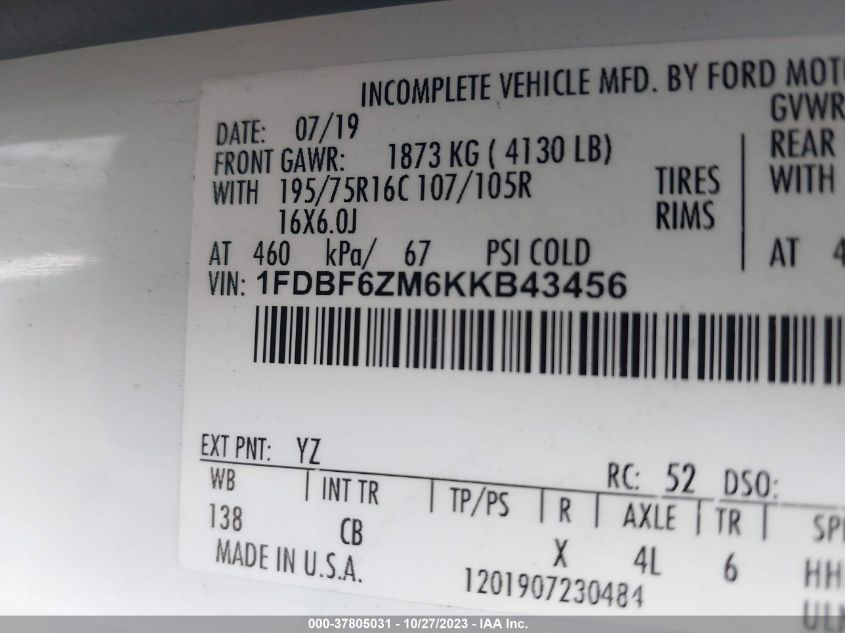 INCOMPLETE VEHICLE MFD. BY FORD
DATE: 07/19 GVWR
FRONT GAWR: 1873 KG ( 4130 LB) REAR
WITH 195/75R16C 107/105R TIRES WITH
16X6.0J RIMS
AT 460 kPa/ 67 PSI COLD AT
VIN: 1FDBF6ZM6KKB43456
EXT PNT: YZ RC: 52 DSO:
WB INT TR TP/PS R AXLE TR
138 CB X 4L 6
MADE IN U.S.A. 1201907230484
000-37805031 - 10/27/2023 - IAA Inc.